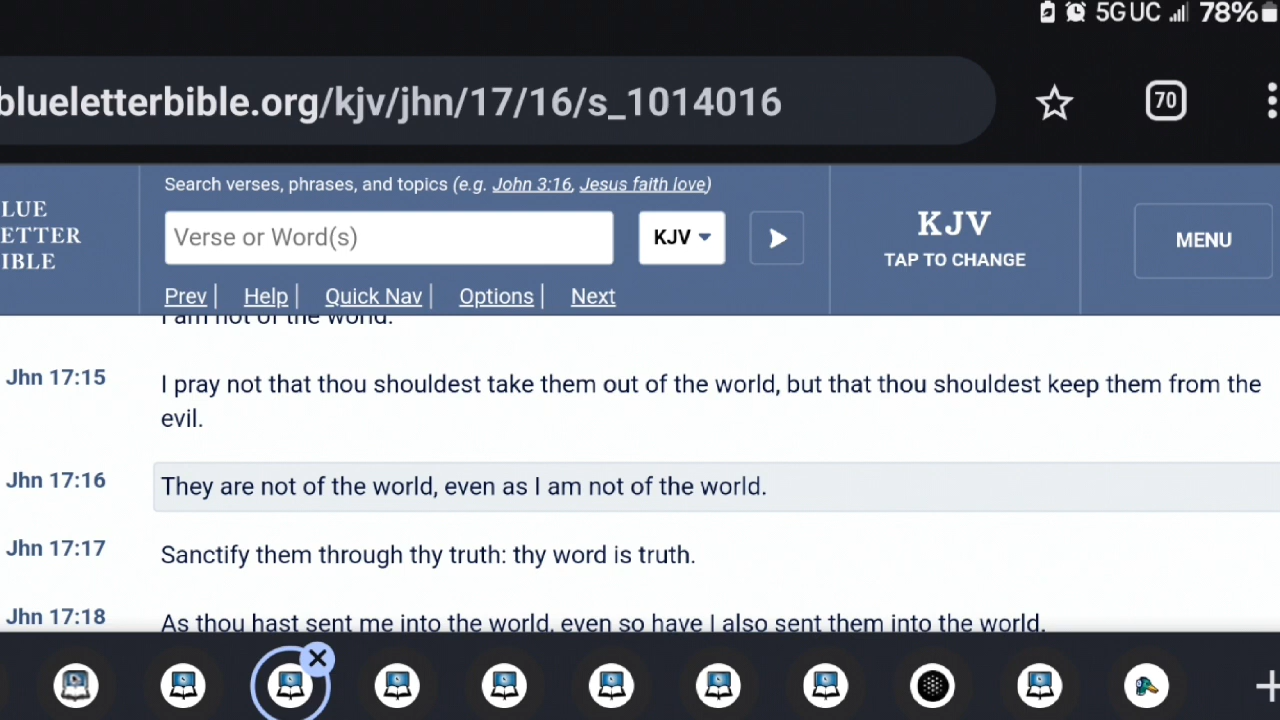 5G UC 78%
blueletterbible.org/kjv/jhn/17/16/s_1014016
70
LUE
ETTER
IBLE
Search verses, phrases, and topics (e.g. John 3:16, Jesus faith love)
Verse or Word(s)
KJV
KJV
TAP TO CHANGE
MENU
Prev | Help | Quick Nav | Options | Next
I am not of the world.
Jhn 17:15 I pray not that thou shouldest take them out of the world, but that thou shouldest keep them from the
evil.
Jhn 17:16 They are not of the world, even as I am not of the world.
Jhn 17:17 Sanctify them through thy truth: thy word is truth.
Jhn 17:18 As thou hast sent me into the world, even so have I also sent them into the world.